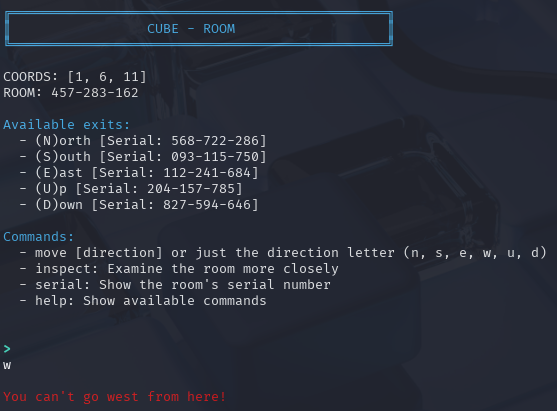 CUBE - ROOM
COORDS: [1, 6, 11]
ROOM: 457-283-162
Available exits:
- (N)orth [Serial: 568-722-286]
- (S)outh [Serial: 093-115-750]
- (E)ast [Serial: 112-241-684]
- (U)p [Serial: 204-157-785]
- (D)own [Serial: 827-594-646]
Commands:
- move [direction] or just the direction letter (n, s, e, w, u, d)
- inspect: Examine the room more closely
- serial: Show the room's serial number
- help: Show available commands
>
w
You can't go west from here!